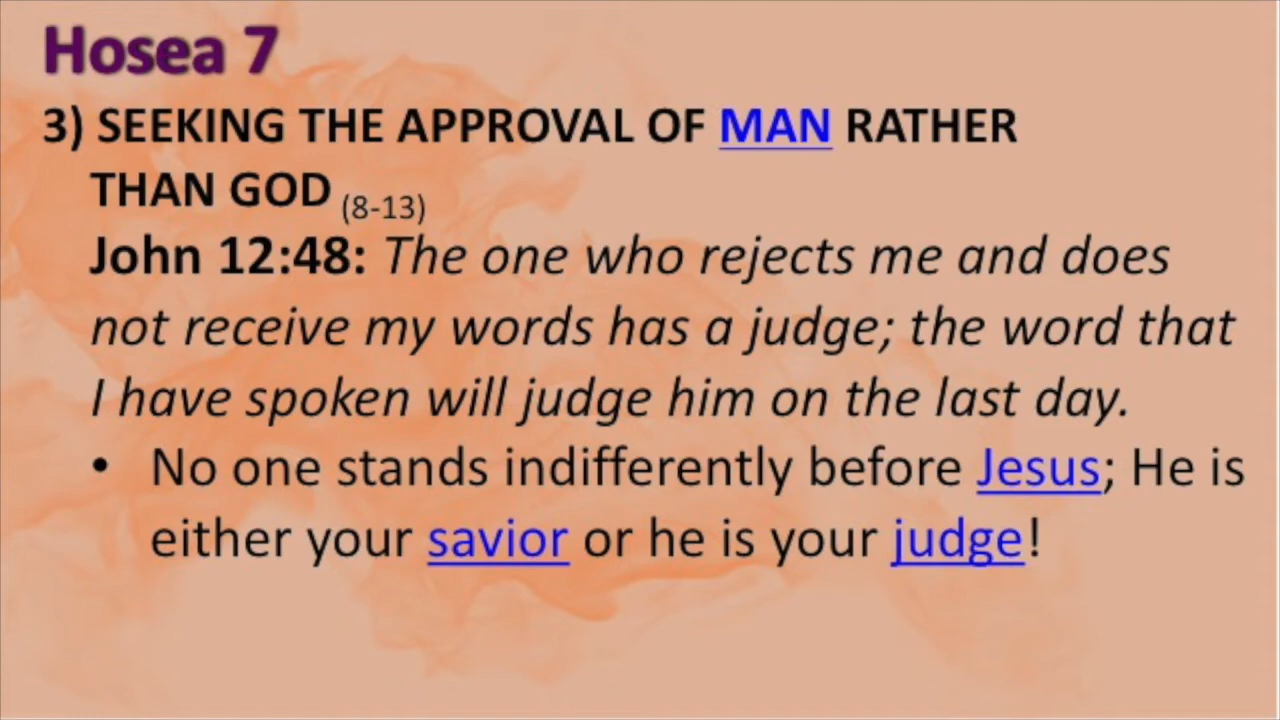 Hosea 7
3) SEEKING THE APPROVAL OF MAN RATHER
THAN GOD (8-13)
John 12:48: The one who rejects me and does
not receive my words has a judge; the word that
I have spoken will judge him on the last day.
• No one stands indifferently before Jesus; He is
either your savior or he is your judge!